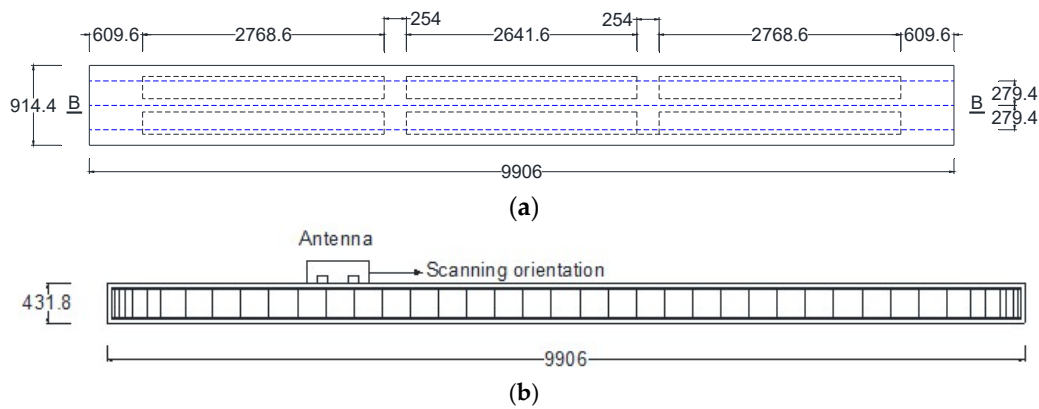 254 254
609.6 2768.6 2641.6 2768.6 609.6
914.4 B B 279.4
279.4
9906
(a)
Antenna
Scanning orientation
431.8
9906
(b)